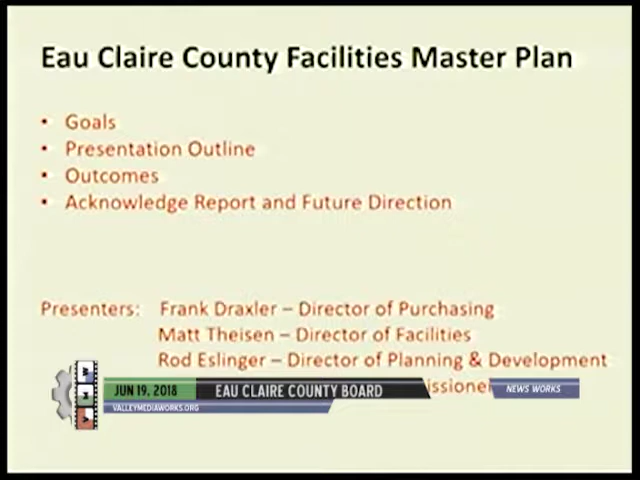 Eau Claire County Facilities Master Plan
• Goals
• Presentation Outline
• Outcomes
• Acknowledge Report and Future Direction
Presenters: Frank Draxler – Director of Purchasing
Matt Theisen – Director of Facilities
Rod Eslinger – Director of Planning & Development
JUN 19, 2018 EAU CLAIRE COUNTY BOARD NEWS WORKS
VALLEYMEDIAWORKS.ORG